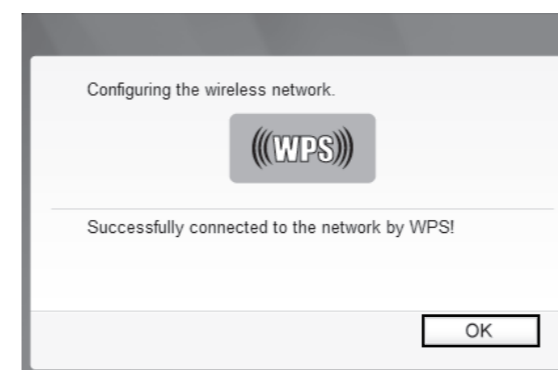 Configuring the wireless network.
(((WPS)))
Successfully connected to the network by WPS!
OK